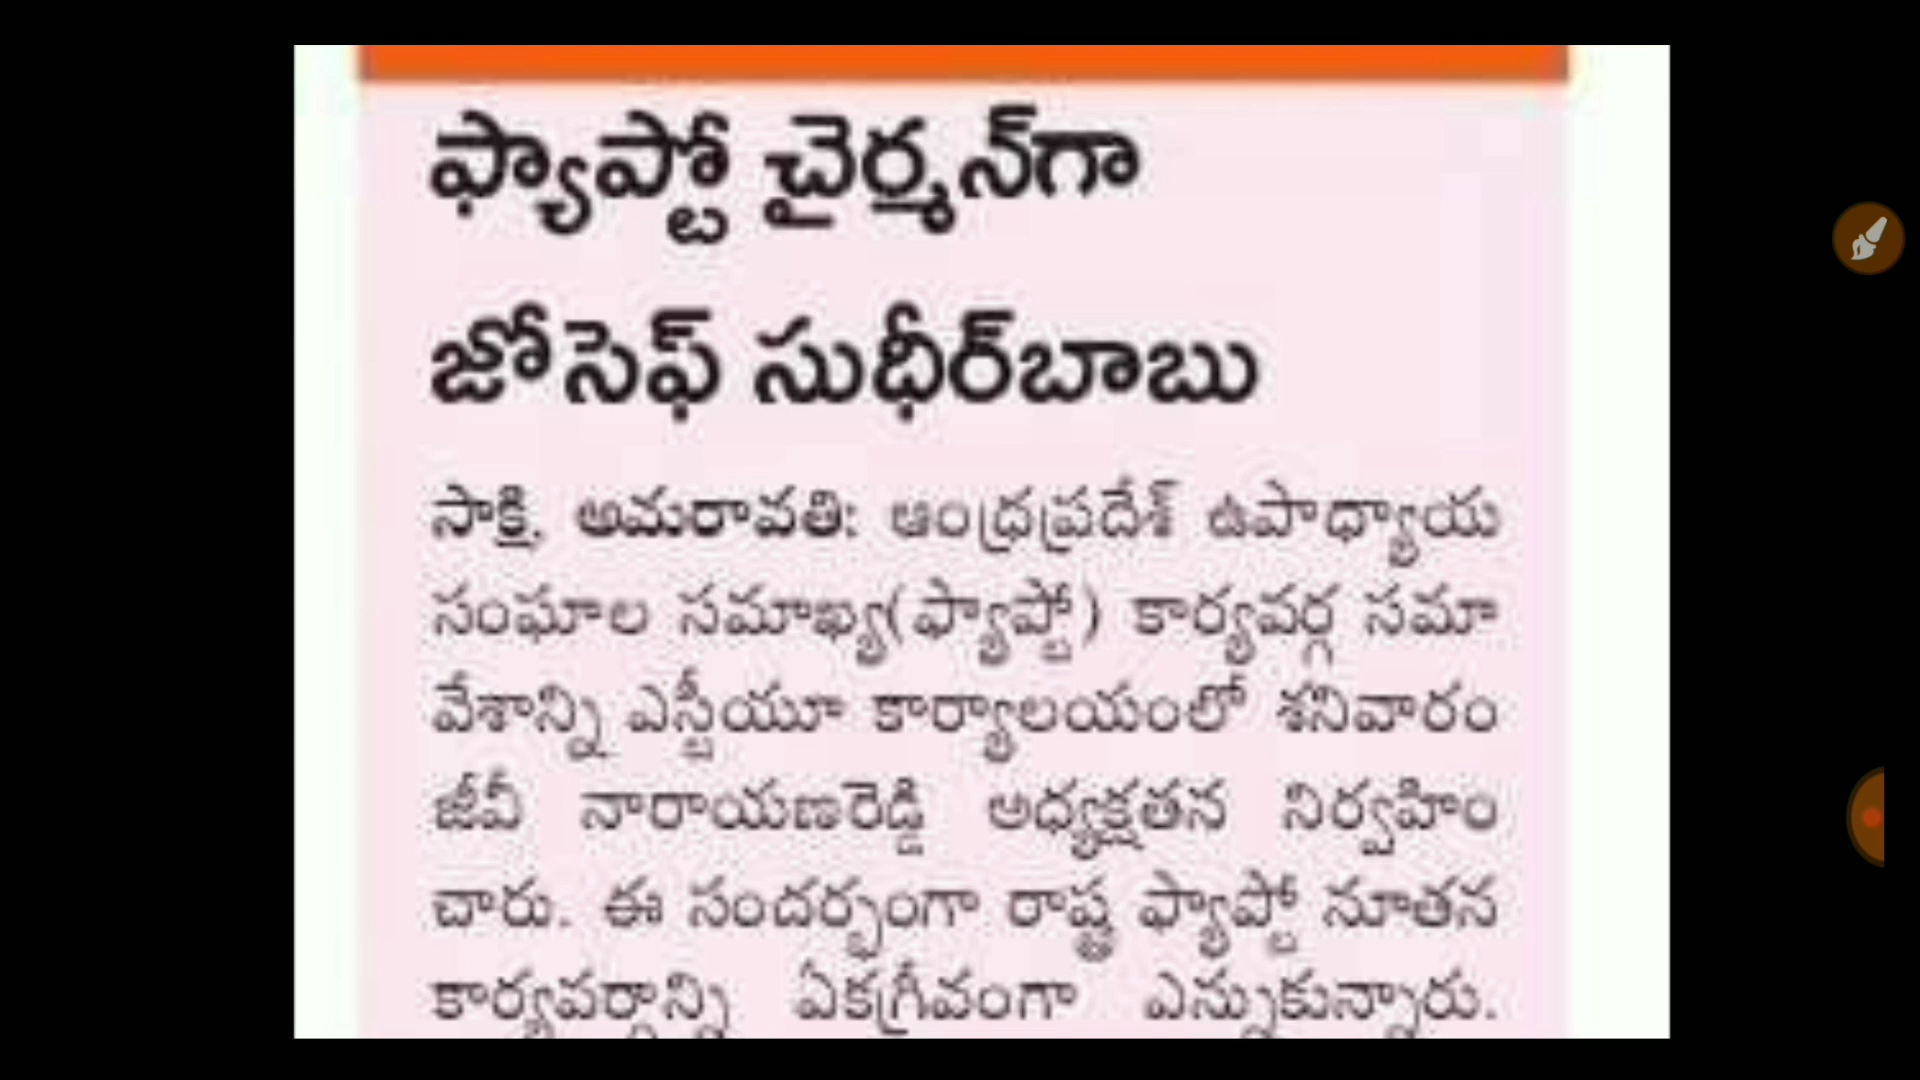 ఫ్యాప్టో చైర్మన్‌గా
జోసెఫ్ సుధీర్‌బాబు
సాక్షి, అమరావతి: ఆంధ్రప్రదేశ్ ఉపాధ్యాయ
సంఘాల సమాఖ్య(ఫ్యాప్టో) కార్యవర్గ సమా
వేశాన్ని ఎస్టీయూ కార్యాలయంలో శనివారం
జీవీ నారాయణరెడ్డి అధ్యక్షతన నిర్వహిం
చారు. ఈ సందర్భంగా రాష్ట్ర ఫ్యాప్టో నూతన
కార్యవర్గాన్ని ఏకగ్రీవంగా ఎన్నుకున్నారు.